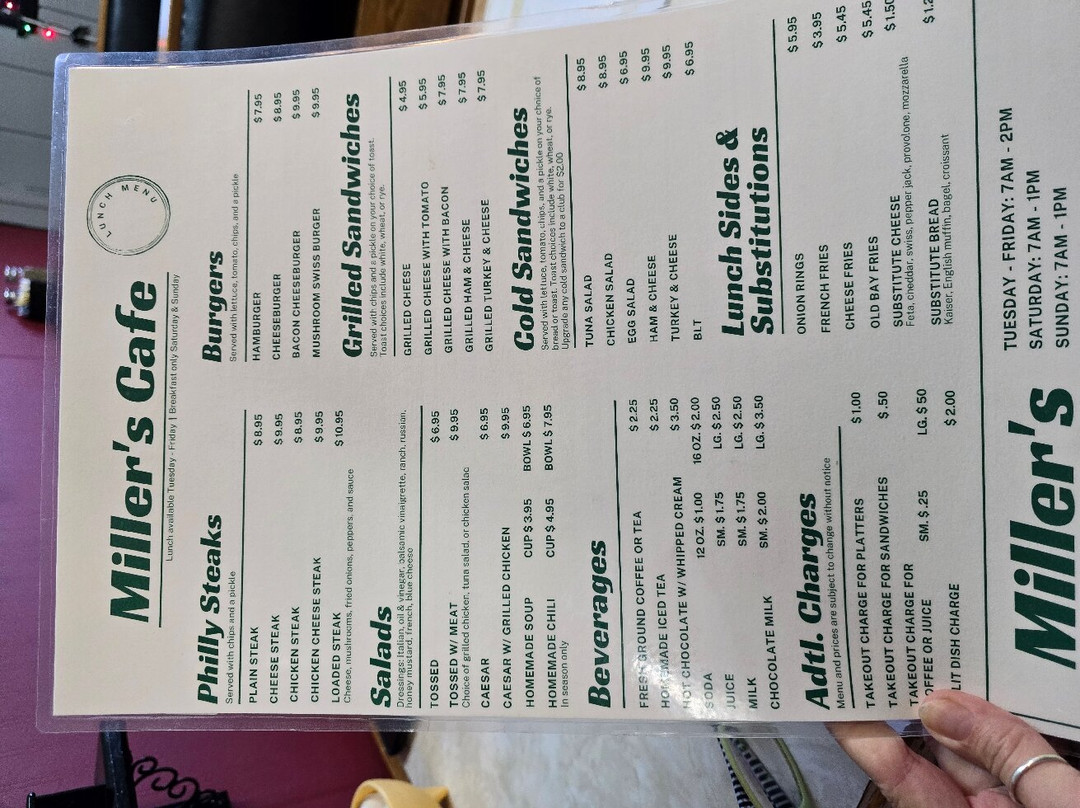 Miller's Cafe
LUNCH MENU
Lunch available Tuesday - Friday | Breakfast only Saturday & Sunday
Philly Steaks
Served with chips and a pickle
PLAIN STEAK $ 8.95
CHEESE STEAK $ 9.95
CHICKEN STEAK $ 8.95
CHICKEN CHEESE STEAK $ 9.95
LOADED STEAK $ 10.95
Cheese, mushrooms, fried onions, peppers, and sauce
Salads
Dressings: Italian, oil & vinegar, balsamic vinaigrette, ranch, russian,
honey mustard, french, blue cheese
TOSSED $ 6.95
TOSSED W/ MEAT $ 9.95
Choice of grilled chicken, tuna salad, or chicken salad
CAESAR $ 6.95
CAESAR W/ GRILLED CHICKEN $ 9.95
HOMEMADE SOUP CUP $ 3.95 BOWL $ 6.95
HOMEMADE CHILI CUP $ 4.95 BOWL $ 7.95
In season only
Beverages
FRESH GROUND COFFEE OR TEA $ 2.25
HOMEMADE ICED TEA $ 2.25
HOT CHOCOLATE W/ WHIPPED CREAM $ 3.50
SODA 12 OZ. $ 1.00 16 OZ. $ 2.00
JUICE SM. $ 1.75 LG. $ 2.50
MILK SM. $ 1.75 LG. $ 2.50
CHOCOLATE MILK SM. $ 2.00 LG. $ 3.50
Adtl. Charges
Menu and prices are subject to change without notice
TAKEOUT CHARGE FOR PLATTERS $ 1.00
TAKEOUT CHARGE FOR SANDWICHES $ .50
TAKEOUT CHARGE FOR
OFFEE OR JUICE SM. $ .25 LG. $ 50
LIT DISH CHARGE $ 2.00
Burgers
Served with lettuce, tomato, chips, and a pickle
HAMBURGER $ 7.95
CHEESEBURGER $ 8.95
BACON CHEESEBURGER $ 9.95
MUSHROOM SWISS BURGER $ 9.95
Grilled Sandwiches
Served with chips and a pickle on your choice of toast.
Toast choices include white, wheat, or rye.
GRILLED CHEESE $ 4.95
GRILLED CHEESE WITH TOMATO $ 5.95
GRILLED CHEESE WITH BACON $ 7.95
GRILLED HAM & CHEESE $ 7.95
GRILLED TURKEY & CHEESE $ 7.95
Cold Sandwiches
Served with lettuce, tomato, chips, and a pickle on your choice of
bread or toast. Toast choices include white, wheat, or rye.
Upgrade any cold sandwich to a club for $2.00
TUNA SALAD $ 8.95
CHICKEN SALAD $ 8.95
EGG SALAD $ 6.95
HAM & CHEESE $ 9.95
TURKEY & CHEESE $ 9.95
BLT $ 6.95
Lunch Sides &
Substitutions
ONION RINGS $ 5.95
FRENCH FRIES $ 3.95
CHEESE FRIES $ 5.45
OLD BAY FRIES $ 5.45
SUBSTITUTE CHEESE $ 1.50
Feta, cheddar, swiss, pepper jack, provolone, mozzarella
SUBSTITUTE BREAD $ 1.2
Kaiser, English muffin, bagel, croissant
Miller's
TUESDAY - FRIDAY: 7AM - 2PM
SATURDAY: 7AM - 1PM
SUNDAY: 7AM - 1PM